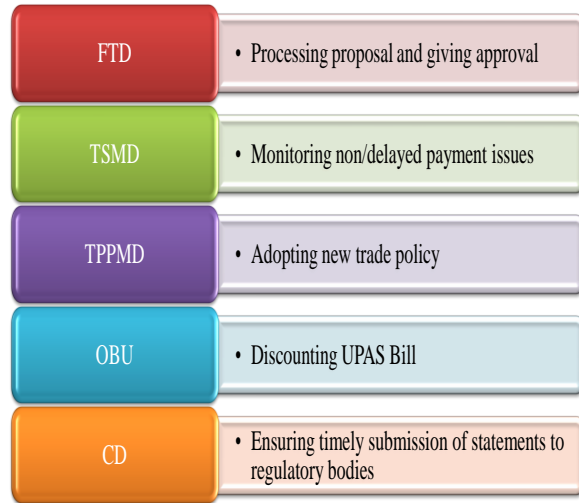 FTD
• Processing proposal and giving approval
TSMD
• Monitoring non/delayed payment issues
TPPMD
• Adopting new trade policy
OBU
• Discounting UPAS Bill
CD
• Ensuring timely submission of statements to
regulatory bodies